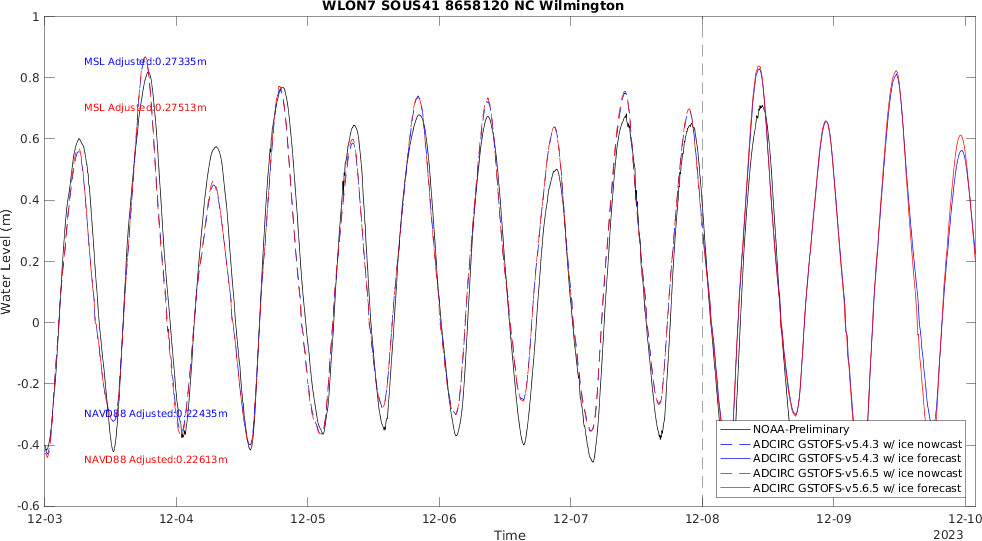 WLON7 SOUS41 8658120 NC Wilmington
1
0.8
0.6
0.4
0.2
0
-0.2
-0.4
-0.6
Water Level (m)
MSL Adjusted:0.27335m
MSL Adjusted:0.27513m
NAVD88 Adjusted:0.22435m
NAVD88 Adjusted:0.22613m
NOAA-Preliminary
ADCIRC GSTOFS-v5.4.3 w/ ice nowcast
ADCIRC GSTOFS-v5.4.3 w/ ice forecast
ADCIRC GSTOFS-v5.6.5 w/ ice nowcast
ADCIRC GSTOFS-v5.6.5 w/ ice forecast
12-03 12-04 12-05 12-06 12-07 12-08 12-09 12-10
Time
2023